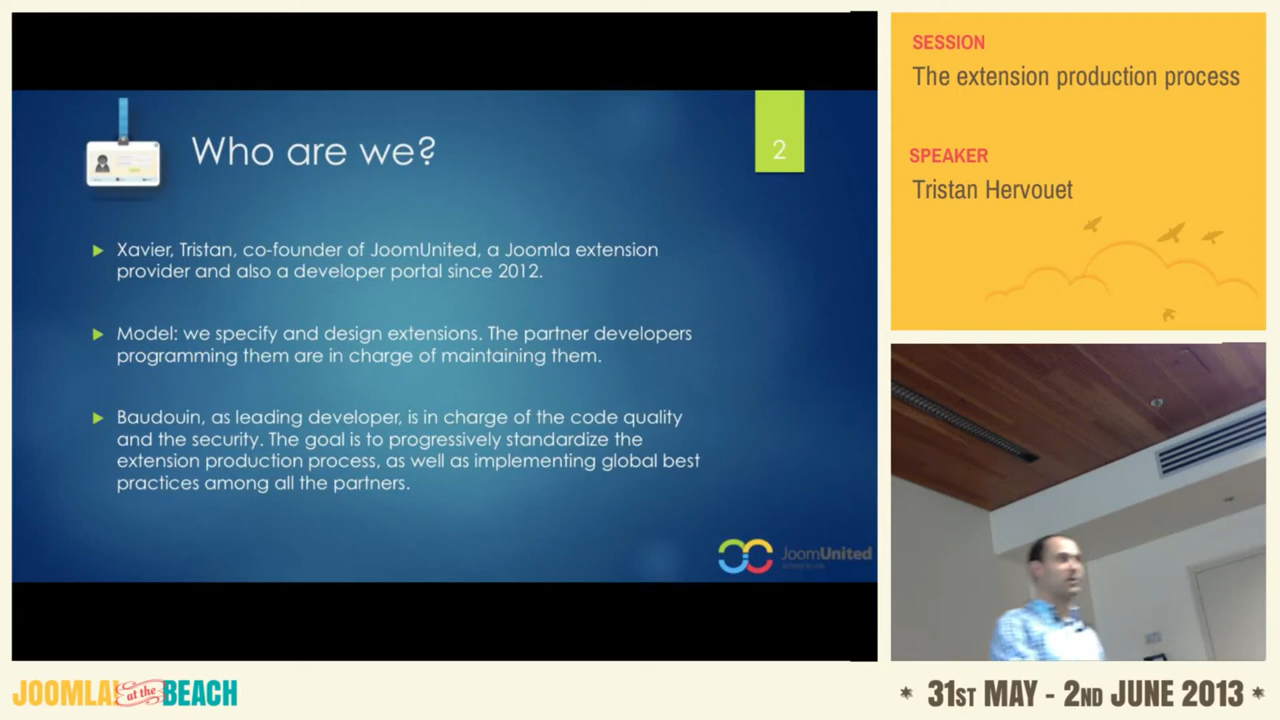 Who are we?
2
Xavier, Tristan, co-founder of JoomUnited, a Joomla extension
provider and also a developer portal since 2012.
Model: we specify and design extensions. The partner developers
programming them are in charge of maintaining them.
Baudouin, as leading developer, is in charge of the code quality
and the security. The goal is to progressively standardize the
extension production process, as well as implementing global best
practices among all the partners.
JoomUnited
SESSION
The extension production process
SPEAKER
Tristan Hervouet
JOOMLA! at the BEACH
* 31ST MAY - 2ND JUNE 2013 *